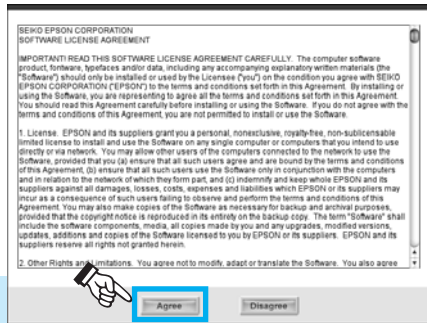 SEIKO EPSON CORPORATION
SOFTWARE LICENSE AGREEMENT
IMPORTANT! READ THIS SOFTWARE LICENSE AGREEMENT CAREFULLY. The computer software
product, fontware, typefaces and/or data, including any accompanying explanatory written materials (the
"Software") should only be installed or used by the Licensee ("you") on the condition you agree with SEIKO
EPSON CORPORATION ("EPSON") to the terms and conditions set forth in this Agreement. By installing or
using the Software, you are representing to agree all the terms and conditions set forth in this Agreement.
You should read this Agreement carefully before installing or using the Software. If you do not agree with the
terms and conditions of this Agreement, you are not permitted to install or use the Software.
1. License. EPSON and its suppliers grant you a personal, nonexclusive, royalty-free, non-sublicensable
limited license to install and use the Software on any single computer or computers that you intend to use
directly or via network. You may allow other users of the computers connected to the network to use the
Software, provided that you (a) ensure that all such users agree and are bound by the terms and conditions
of this Agreement, (b) ensure that all such users use the Software only in conjunction with the computers
and in relation to the network of which they form part, and (c) indemnify and keep whole EPSON and its
suppliers against all damages, losses, costs, expenses and liabilities which EPSON or its suppliers may
incur as a consequence of such users failing to observe and perform the terms and conditions of this
Agreement. You may also make copies of the Software as necessary for backup and archival purposes,
provided that the copyright notice is reproduced in its entirety on the backup copy. The term "Software" shall
include the software components, media, all copies made by you and any upgrades, modified versions,
updates, additions and copies of the Software licensed to you by EPSON or its suppliers. EPSON and its
suppliers reserve all rights not granted herein.
2. Other Rights and Limitations. You agree not to modify, adapt or translate the Software. You also agree
Agree
Disagree